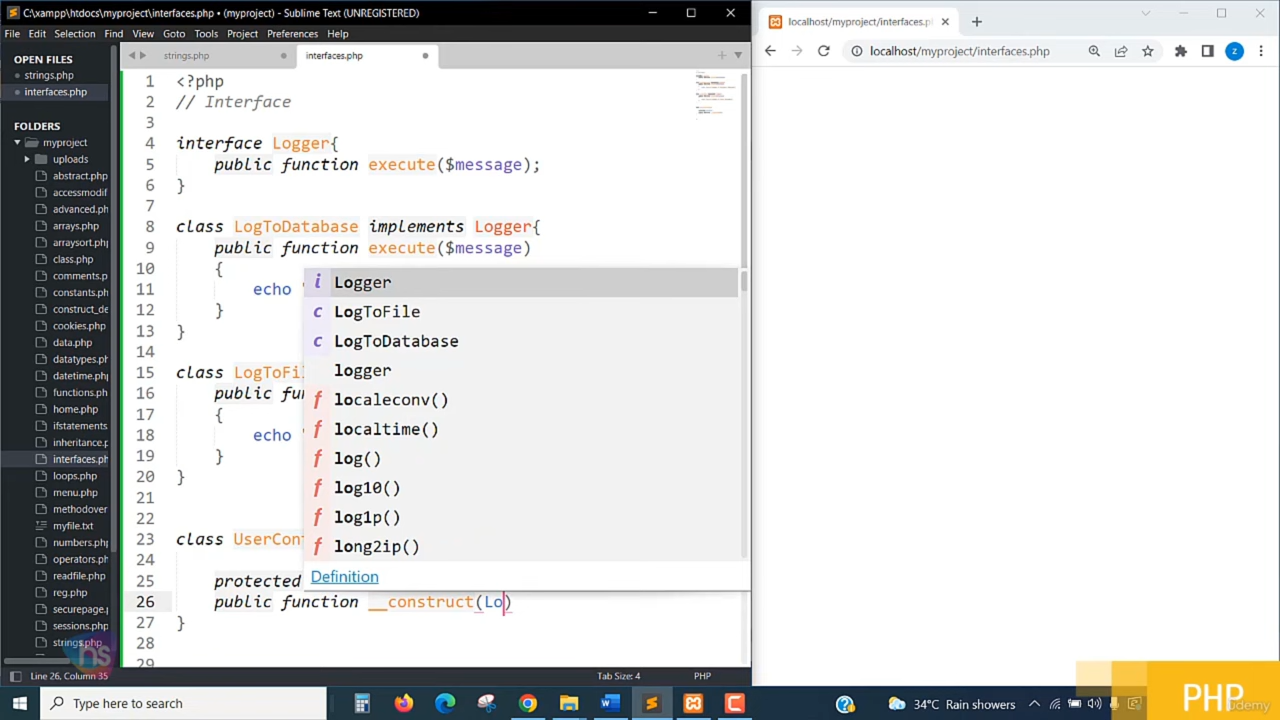 C:\xampp\htdocs\myproject\interfaces.php • (myproject) - Sublime Text (UNREGISTERED)
File Edit Selection Find View Goto Tools Project Preferences Help
OPEN FILES
strings.php
interfaces.php
FOLDERS
myproject
uploads
abstract.php
accessmodif
advanced.ph
arrays.php
arraysort.php
class.php
comments.p
constants.ph
construct_de
cookies.php
data.php
datatypes.ph
datetime.php
functions.ph
home.php
ifstatements
inheritance.p
interfaces.ph
loops.php
menu.php
methodover
myfile.txt
numbers.php
operators.ph
readfile.php
reg.php
securepage.p
sessions.php
strings.php
strings.php
interfaces.php
1 <?php
2 // Interface
3
4 interface Logger{
5 public function execute($message);
6 }
7
8 class LogToDatabase implements Logger{
9 public function execute($message)
10 {
11 echo
12 }
13 }
14
15 class LogToFil
16 public fun
17 {
18 echo
19 }
20 }
21
22
23 class UserCont
24
25 protected
26 public function __construct(Lo)
27 }
28
29
Logger
LogToFile
LogToDatabase
logger
localeconv()
localtime()
log()
log10()
log1p()
long2ip()
Definition
Line 26, Column 35
Tab Size: 4
PHP
localhost/myproject/interfaces.p
localhost/myproject/interfaces.php
z
ns
Type here to search
34°C Rain showers
PHP
udemy